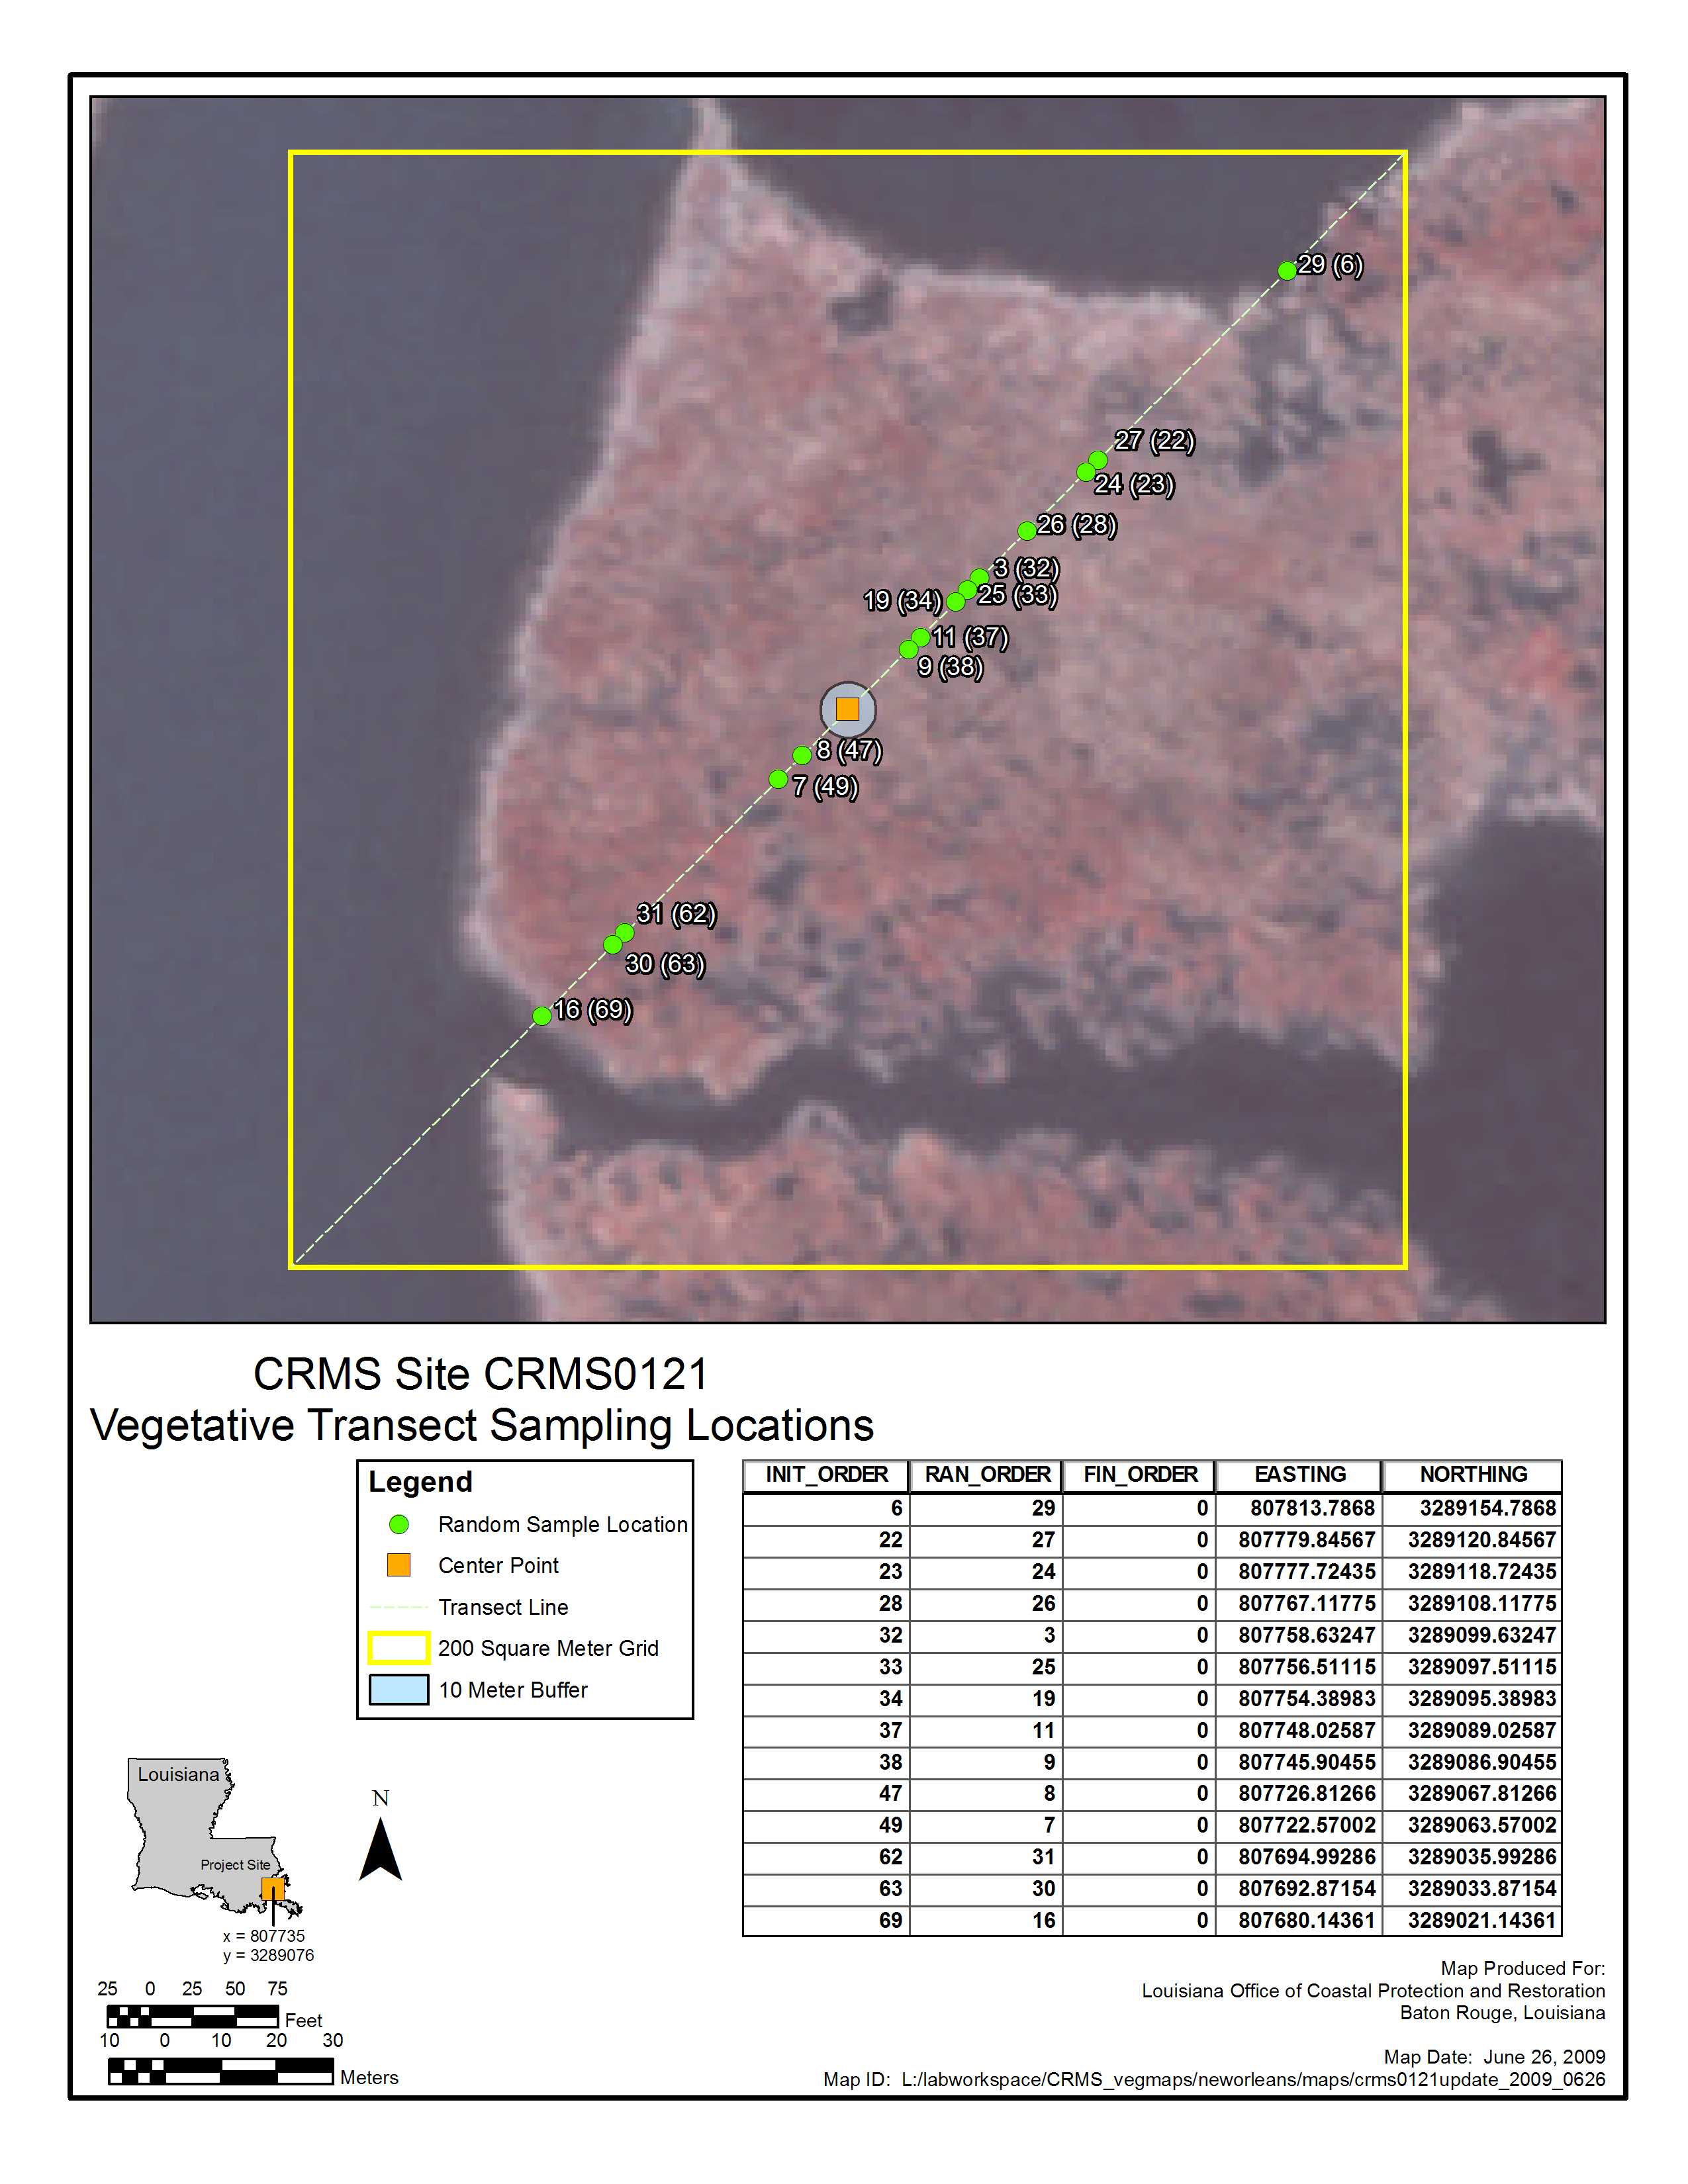 29 (6)
27 (22)
24 (23)
26 (28)
3 (32)
19 (34) 25 (33)
11 (37)
9 (38)
8 (47)
7 (49)
31 (62)
30 (63)
16 (69)
CRMS Site CRMS0121
Vegetative Transect Sampling Locations
Legend
Random Sample Location
Center Point
Transect Line
200 Square Meter Grid
10 Meter Buffer
INIT_ORDER RAN_ORDER FIN_ORDER EASTING NORTHING
6 29 0 807813.7868 3289154.7868
22 27 0 807779.84567 3289120.84567
23 24 0 807777.72435 3289118.72435
28 26 0 807767.11775 3289108.11775
32 3 0 807758.63247 3289099.63247
33 25 0 807756.51115 3289097.51115
34 19 0 807754.38983 3289095.38983
37 11 0 807748.02587 3289089.02587
38 9 0 807745.90455 3289086.90455
47 8 0 807726.81266 3289067.81266
49 7 0 807722.57002 3289063.57002
62 31 0 807694.99286 3289035.99286
63 30 0 807692.87154 3289033.87154
69 16 0 807680.14361 3289021.14361
Louisiana
Project Site
x = 807735
y = 3289076
N
25 0 25 50 75
Feet
10 0 10 20 30
Meters
Map Produced For:
Louisiana Office of Coastal Protection and Restoration
Baton Rouge, Louisiana
Map Date: June 26, 2009
Map ID: L:/labworkspace/CRMS_vegmaps/neworleans/maps/crms0121update_2009_0626